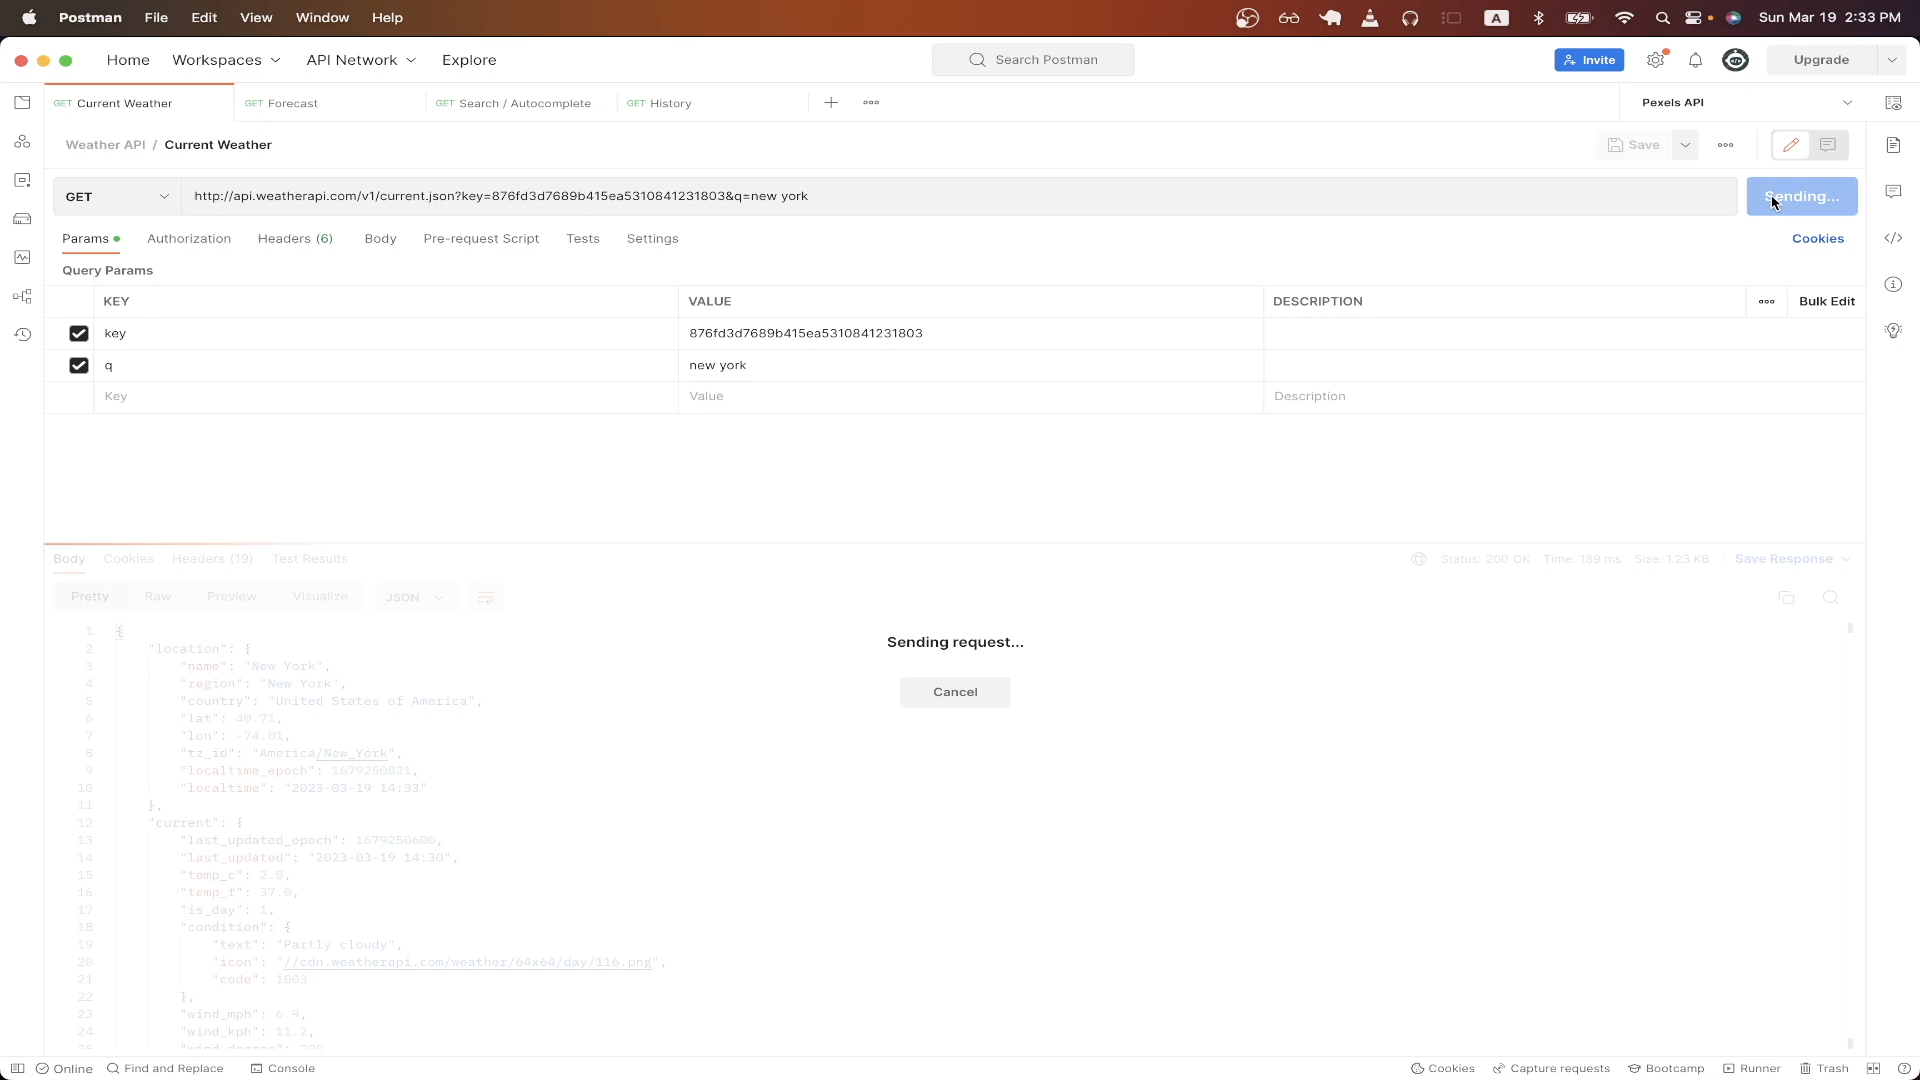 Postman File Edit View Window Help A Sun Mar 19 2:33 PM
Home Workspaces API Network Explore Search Postman Invite Upgrade
GET Current Weather GET Forecast GET Search / Autocomplete GET History Pexels API
Weather API / Current Weather Save
GET http://api.weatherapi.com/v1/current.json?key=876fd3d7689b415ea5310841231803&q=new york Sending...
Params Authorization Headers (6) Body Pre-request Script Tests Settings Cookies
Query Params
KEY VALUE DESCRIPTION Bulk Edit
key 876fd3d7689b415ea5310841231803
q new york
Key Value Description
Body Cookies Headers (19) Test Results Status: 200 OK Time: 189 ms Size: 1.23 KB Save Response
Pretty Raw Preview Visualize JSON
1 {
2 "location": {
Sending request...
3 "name": "New York",
4 "region": "New York",
Cancel
5 "country": "United States of America",
6 "lat": 40.71,
7 "lon": -74.01,
8 "tz_id": "America/New_York",
9 "localtime_epoch": 1679250821,
10 "localtime": "2023-03-19 14:33"
11 },
12 "current": {
13 "last_updated_epoch": 1679250600,
14 "last_updated": "2023-03-19 14:30",
15 "temp_c": 2.8,
16 "temp_f": 37.0,
17 "is_day": 1,
18 "condition": {
19 "text": "Partly cloudy",
20 "icon": "//cdn.weatherapi.com/weather/64x64/day/116.png",
21 "code": 1003
22 },
23 "wind_mph": 6.9,
24 "wind_kph": 11.2,
Online Find and Replace Console Cookies Capture requests Bootcamp Runner Trash